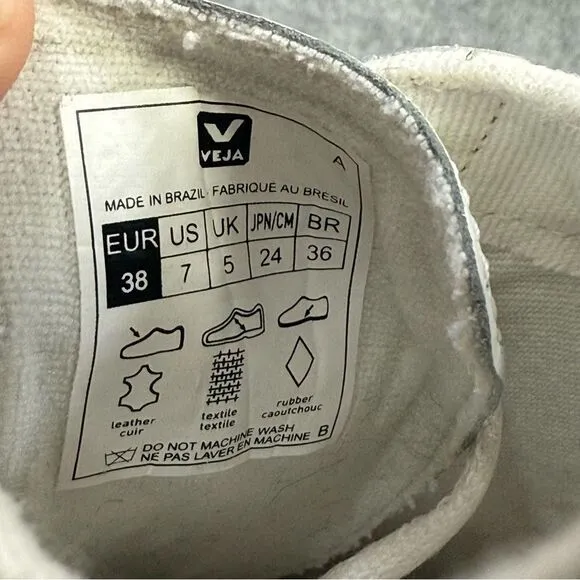 V
VEJA
A
MADE IN BRAZIL · FABRIQUE AU BRÉSIL
EUR US UK JPN/CM BR
38 7 5 24 36
leather textile rubber
cuir textile caoutchouc
DO NOT MACHINE WASH
NE PAS LAVER EN MACHINE B